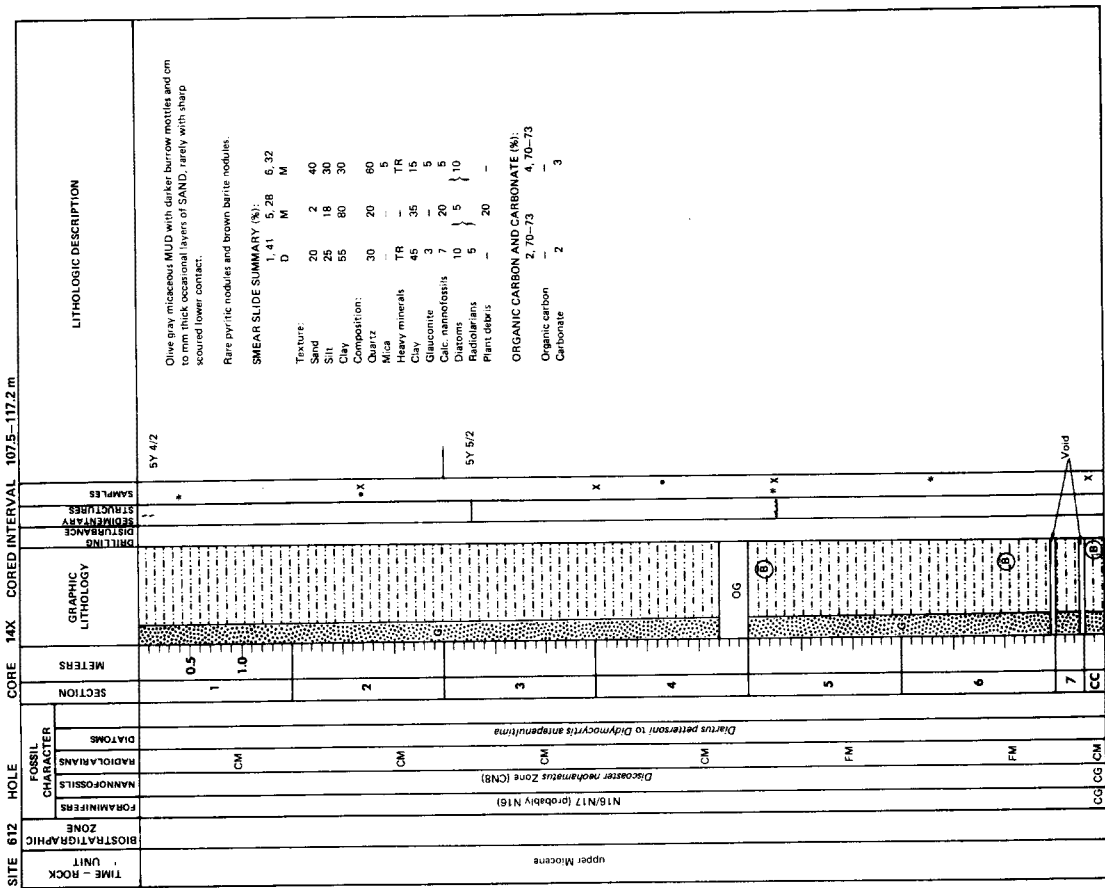 SITE 612 HOLE CORE 14X CORED INTERVAL 107.5–117.2 m
TIME – ROCK UNIT
BIOSTRATIGRAPHIC ZONE
FOSSIL CHARACTER
FORAMINIFERS
NANNOFOSSILS
RADIOLARIANS
DIATOMS
SECTION
METERS
GRAPHIC LITHOLOGY
DRILLING DISTURBANCE
SEDIMENTARY STRUCTURES
SAMPLES
LITHOLOGIC DESCRIPTION
upper Miocene
N16/N17 (probably N16)
CG
Discoaster neohamatus Zone (CN8)
CG
CM
CM
CM
CM
FM
FM
CM
Diartus petterssoni to Didymocyrtis antepenultima
1
2
3
4
5
6
7
CC
0.5
1.0
G
OG
G
B
B
B
*
* X
X
*
* X
*
X
Void
5Y 4/2
5Y 5/2
Olive gray micaceous MUD with darker burrow mottles and cm
to mm thick occasional layers of SAND, rarely with sharp
scoured lower contact.
Rare pyritic nodules and brown barite nodules.
SMEAR SLIDE SUMMARY (%):
1, 41 5, 28 6, 32
D M M
Texture:
Sand 20 2 40
Silt 25 18 30
Clay 55 80 30
Composition:
Quartz 30 20 60
Mica – – 5
Heavy minerals TR – TR
Clay 45 35 15
Glauconite 3 – 5
Calc. nannofossils 7 20 5
Diatoms 10 } 5 } 10
Radiolarians 5
Plant debris – 20 –
ORGANIC CARBON AND CARBONATE (%):
2, 70–73 4, 70–73
Organic carbon – –
Carbonate 2 3